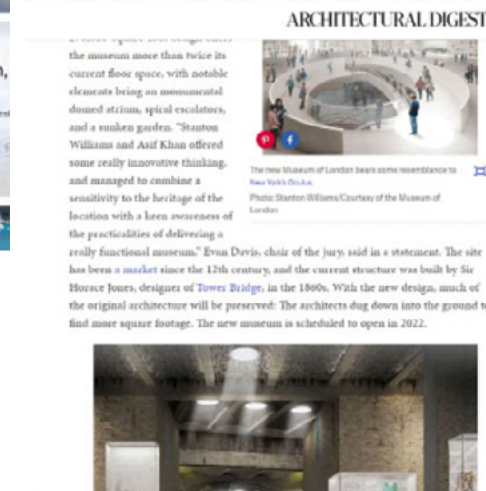 ARCHITECTURAL DIGEST
the museum more than twice its
current floor space, with notable
elements being an monumental
domed atrium, spiral escalators,
and a sunken garden. "Stanton
Williams and Asif Khan offered
some really innovative thinking,
and managed to combine a
sensitivity to the heritage of the
location with a keen awareness of
the practicalities of delivering a
really functional museum," Evan Davis, chair of the jury, said in a statement. The site
has been a market since the 12th century, and the current structure was built by Sir
Horace Jones, designer of Tower Bridge, in the 1860s. With the new design, much of
the original architecture will be preserved: The architects dug down into the ground t
find more square footage. The new museum is scheduled to open in 2022.
The new Museum of London bears some resemblance to
New York's Oculus.
Photo: Stanton Williams/Courtesy of the Museum of
London